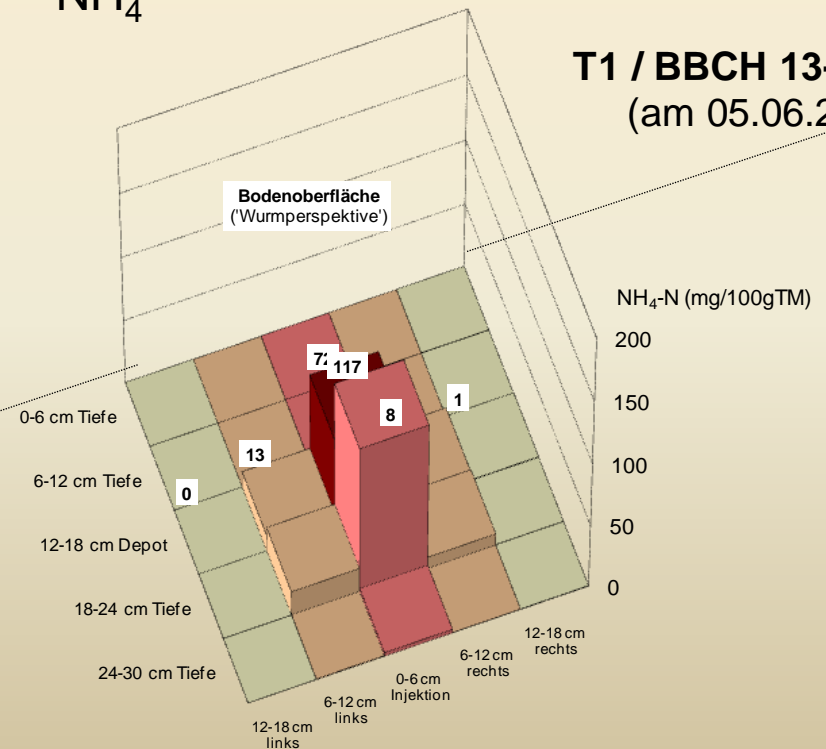 NH4
T1 / BBCH 13-
(am 05.06.2
Bodenoberfläche
('Wurmperspektive')
NH4-N (mg/100gTM)
200
150
100
50
0
72
117
8
1
13
0
0-6 cm Tiefe
6-12 cm Tiefe
12-18 cm Depot
18-24 cm Tiefe
24-30 cm Tiefe
12-18 cm
links
6-12 cm
links
0-6 cm
Injektion
6-12 cm
rechts
12-18 cm
rechts